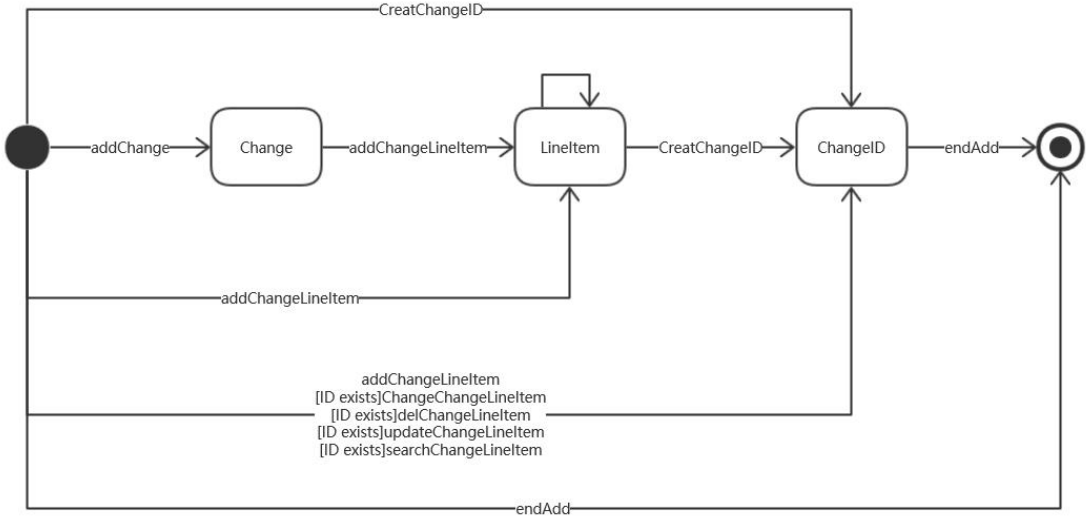 CreatChangeID
addChange
Change
addChangeLineItem
LineItem
CreatChangeID
ChangeID
endAdd
addChangeLineItem
addChangeLineItem
[ID exists]ChangeChangeLineItem
[ID exists]delChangeLineItem
[ID exists]updateChangeLineItem
[ID exists]searchChangeLineItem
endAdd